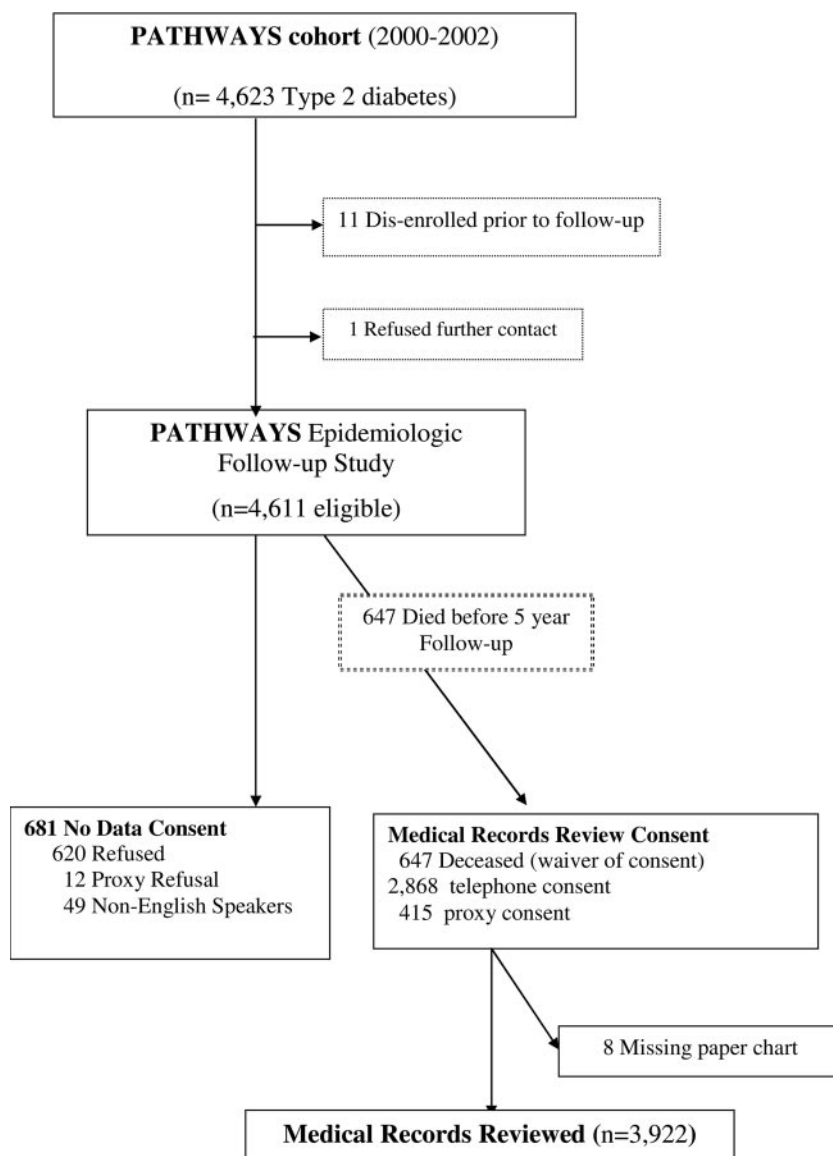 PATHWAYS cohort (2000-2002)
(n= 4,623 Type 2 diabetes)
11 Dis-enrolled prior to follow-up
1 Refused further contact
PATHWAYS Epidemiologic
Follow-up Study
(n=4,611 eligible)
647 Died before 5 year
Follow-up
681 No Data Consent
620 Refused
12 Proxy Refusal
49 Non-English Speakers
Medical Records Review Consent
647 Deceased (waiver of consent)
2,868 telephone consent
415 proxy consent
8 Missing paper chart
Medical Records Reviewed (n=3,922)